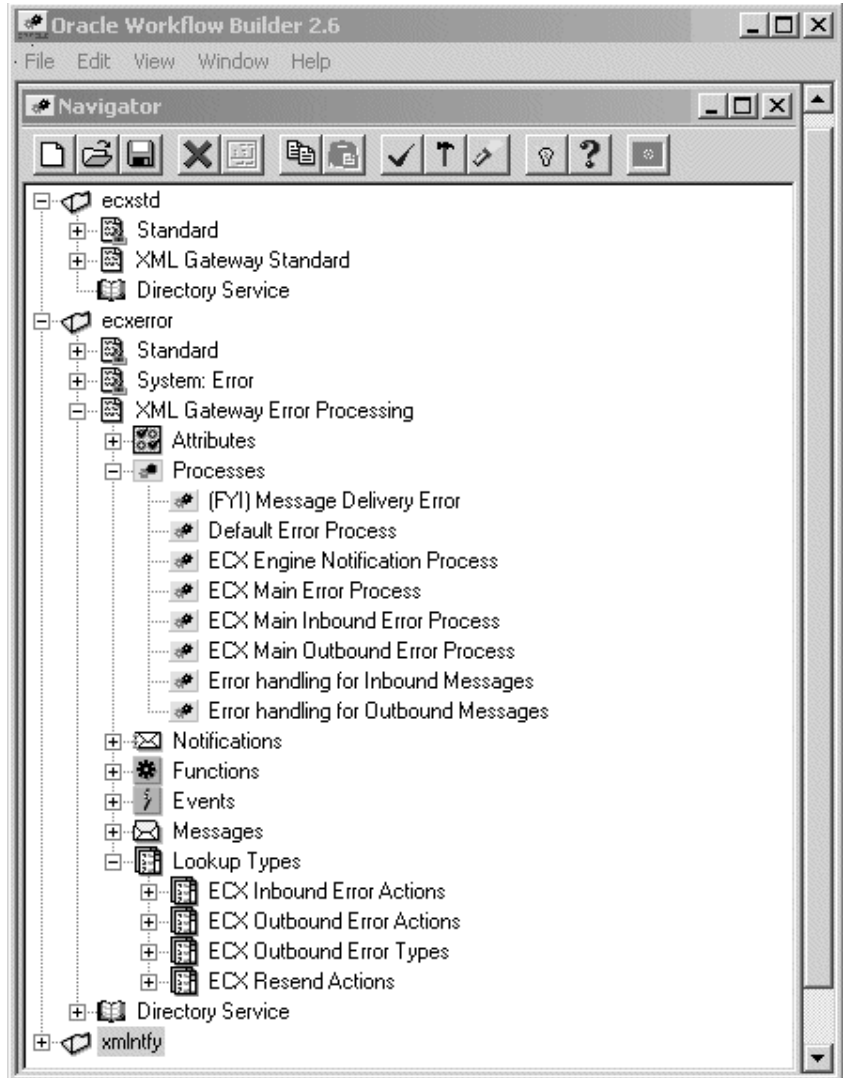 Oracle Workflow Builder 2.6
File Edit View Window Help
Navigator
ecxstd
Standard
XML Gateway Standard
Directory Service
ecxerror
Standard
System: Error
XML Gateway Error Processing
Attributes
Processes
(FYI) Message Delivery Error
Default Error Process
ECX Engine Notification Process
ECX Main Error Process
ECX Main Inbound Error Process
ECX Main Outbound Error Process
Error handling for Inbound Messages
Error handling for Outbound Messages
Notifications
Functions
Events
Messages
Lookup Types
ECX Inbound Error Actions
ECX Outbound Error Actions
ECX Outbound Error Types
ECX Resend Actions
Directory Service
xmlntfy